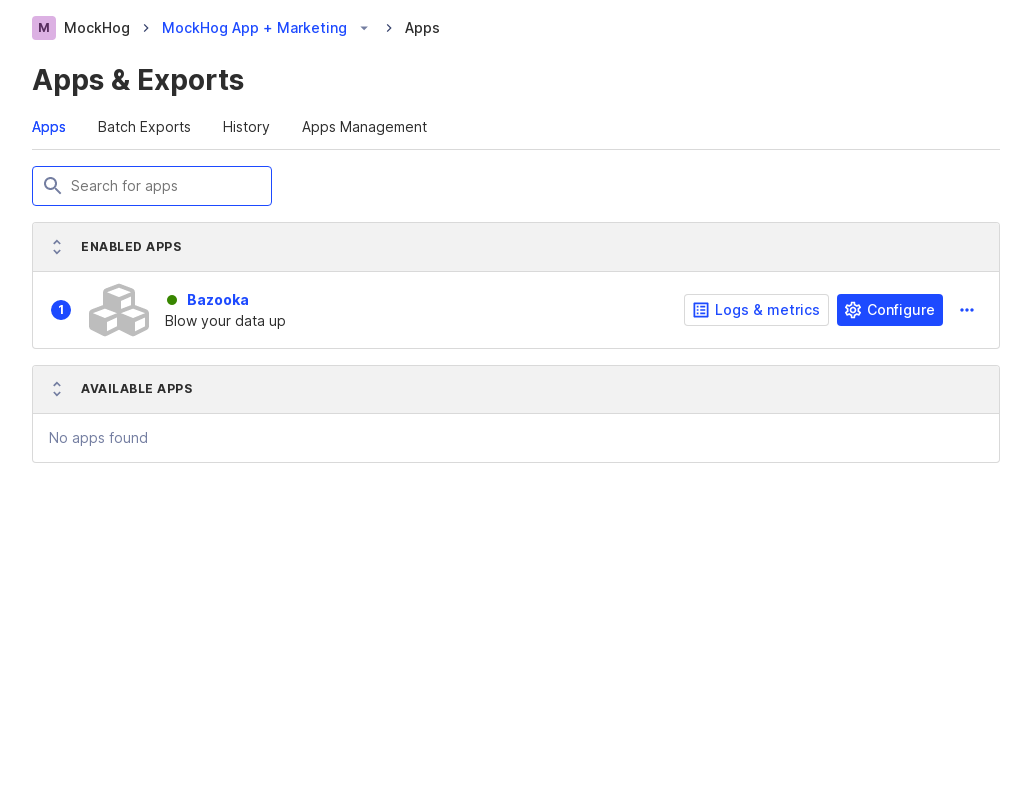 M MockHog MockHog App + Marketing Apps
Apps & Exports
Apps Batch Exports History Apps Management
Search for apps
ENABLED APPS
1 Bazooka
Blow your data up
Logs & metrics Configure
AVAILABLE APPS
No apps found